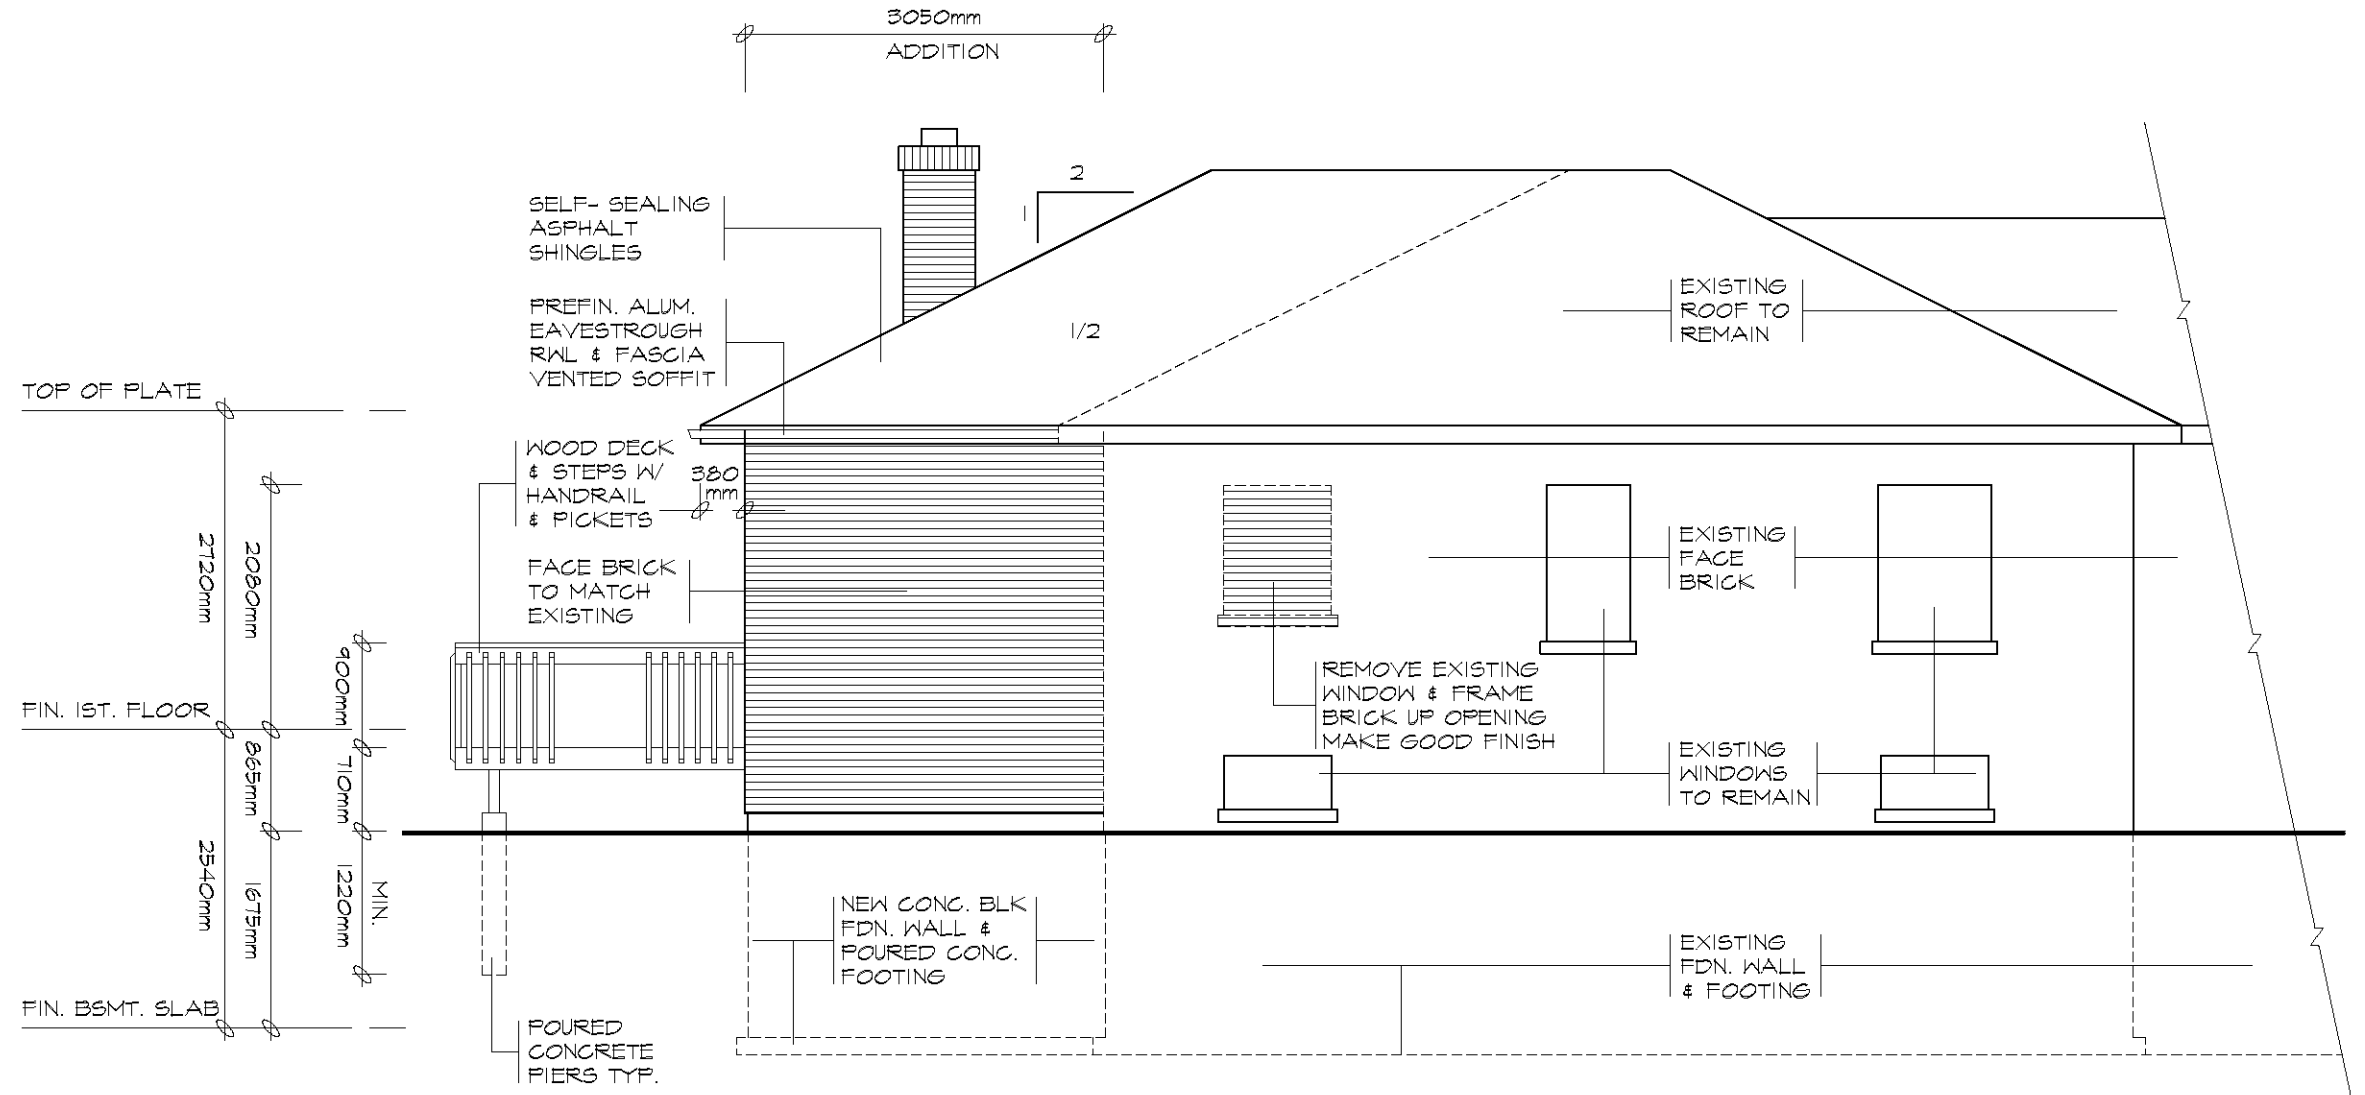 3050mm
ADDITION
2
1
SELF- SEALING
ASPHALT
SHINGLES
PREFIN. ALUM.
EAVESTROUGH
RWL & FASCIA
VENTED SOFFIT
1/2
EXISTING
ROOF TO
REMAIN
TOP OF PLATE
WOOD DECK
& STEPS W/
HANDRAIL
& PICKETS
380
mm
FACE BRICK
TO MATCH
EXISTING
EXISTING
FACE
BRICK
2720mm
2080mm
900mm
REMOVE EXISTING
WINDOW & FRAME
BRICK UP OPENING
MAKE GOOD FINISH
FIN. 1ST. FLOOR
865mm
710mm
EXISTING
WINDOWS
TO REMAIN
2540mm
1675mm
1220mm
MIN.
NEW CONC. BLK
FDN. WALL &
POURED CONC.
FOOTING
EXISTING
FDN. WALL
& FOOTING
FIN. BSMT. SLAB
POURED
CONCRETE
PIERS TYP.